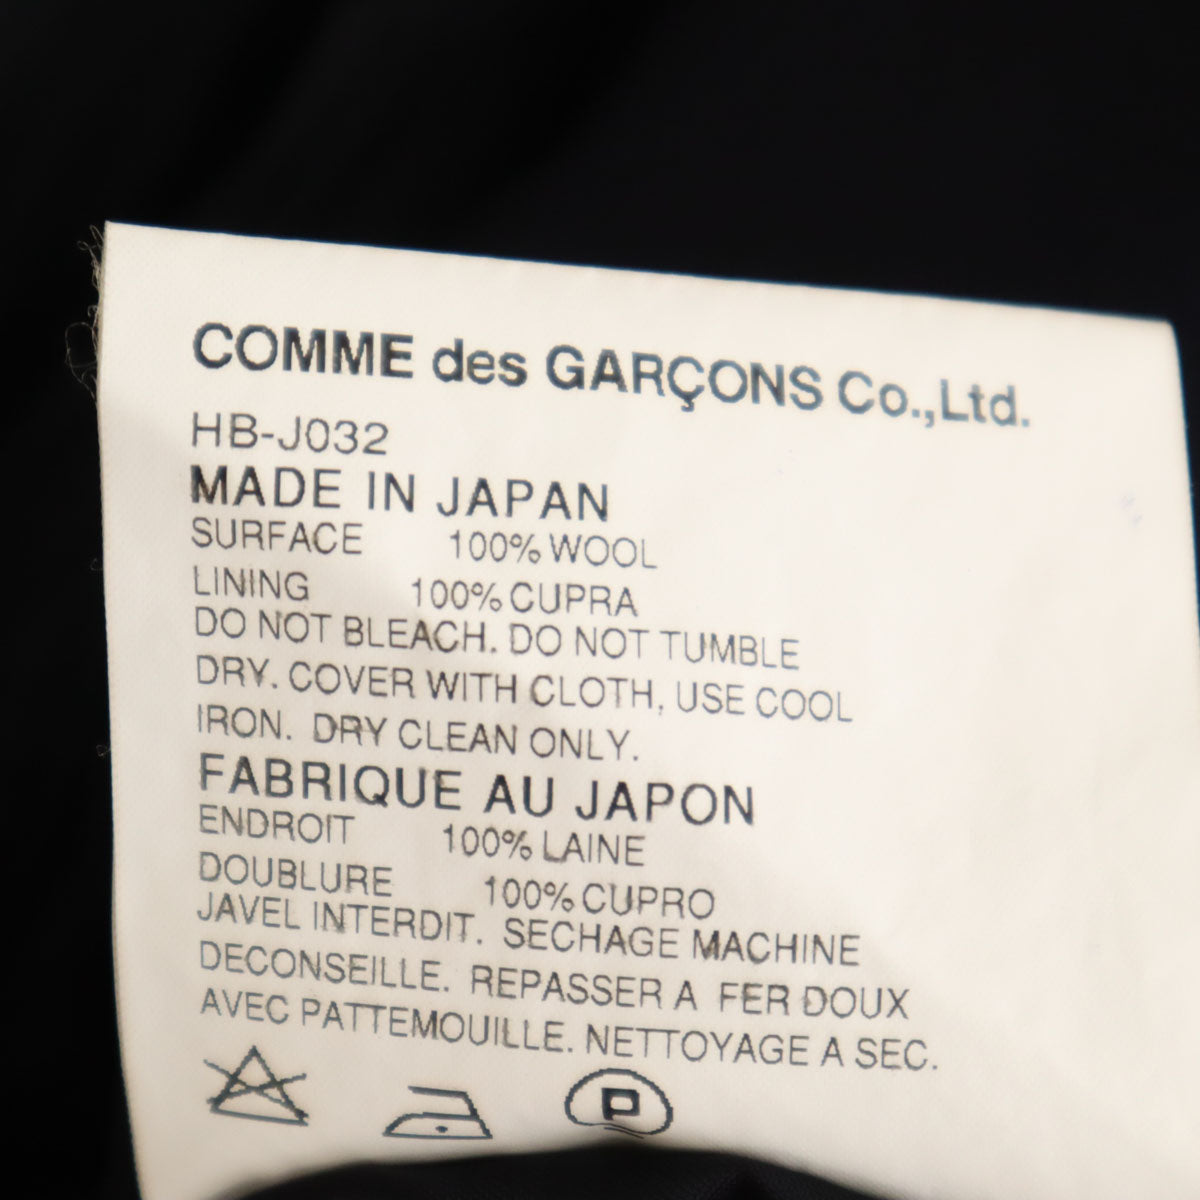 COMME des GARÇONS Co.,Ltd.
HB-J032
MADE IN JAPAN
SURFACE 100% WOOL
LINING 100% CUPRA
DO NOT BLEACH. DO NOT TUMBLE
DRY. COVER WITH CLOTH, USE COOL
IRON. DRY CLEAN ONLY.
FABRIQUE AU JAPON
ENDROIT 100% LAINE
DOUBLURE 100% CUPRO
JAVEL INTERDIT. SECHAGE MACHINE
DECONSEILLE. REPASSER A FER DOUX
AVEC PATTEMOUILLE. NETTOYAGE A SEC.
P